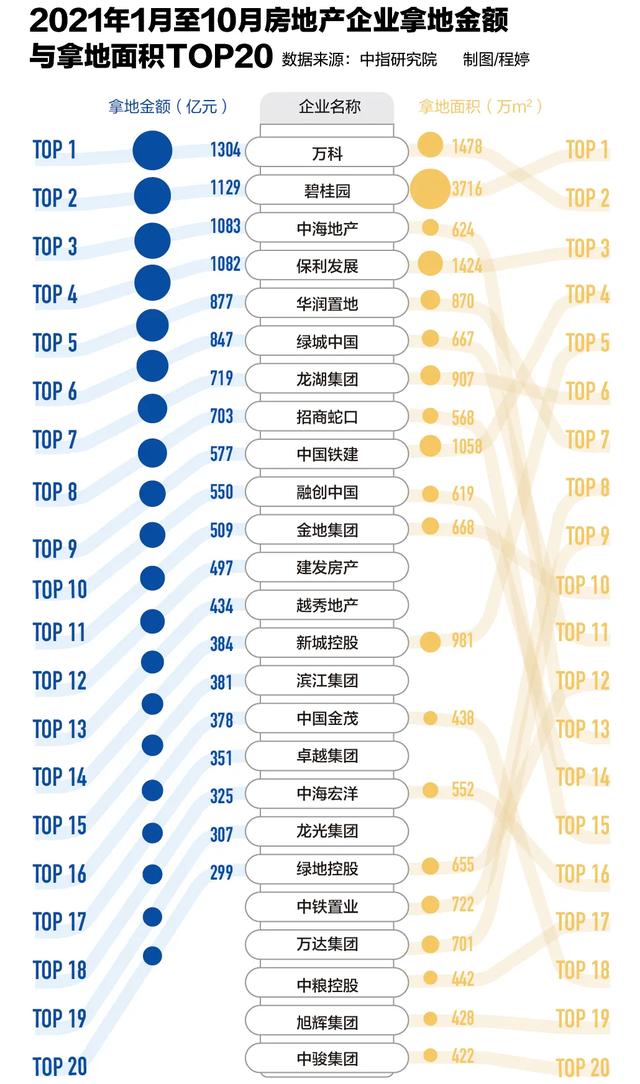 2021年1月至10月房地产企业拿地金额
与拿地面积TOP20 数据来源：中指研究院 制图/程婷
拿地金额（亿元） 企业名称 拿地面积（万m²）
TOP 1 1304 万科 1478 TOP 1
TOP 2 1129 碧桂园 3716 TOP 2
TOP 3 1083 中海地产 624 TOP 3
TOP 4 1082 保利发展 1424 TOP 4
TOP 5 877 华润置地 870 TOP 5
TOP 6 847 绿城中国 667 TOP 6
TOP 7 719 龙湖集团 907 TOP 7
TOP 8 703 招商蛇口 568 TOP 8
TOP 9 577 中国铁建 1058 TOP 9
TOP 10 550 融创中国 619 TOP 10
TOP 11 509 金地集团 668 TOP 11
TOP 12 497 建发房产 TOP 12
TOP 13 434 越秀地产 TOP 13
TOP 14 384 新城控股 981 TOP 14
TOP 15 381 滨江集团 TOP 15
TOP 16 378 中国金茂 438 TOP 16
TOP 17 351 卓越集团 TOP 17
TOP 18 325 中海宏洋 552 TOP 18
TOP 19 307 龙光集团 TOP 19
TOP 20 299 绿地控股 655 TOP 20
中铁置业 722
万达集团 701
中粮控股 442
旭辉集团 428
中骏集团 422